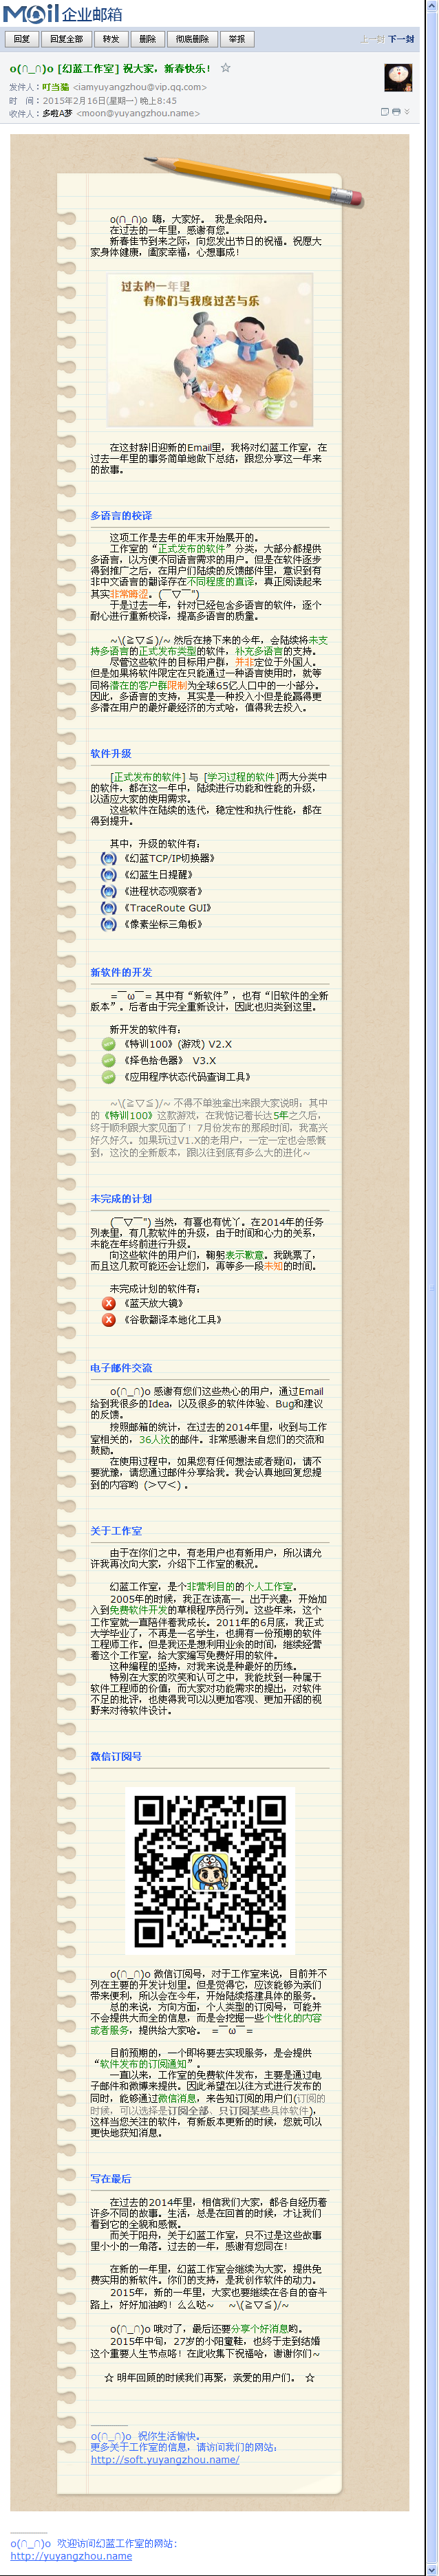 Mail企业邮箱
回复 回复全部 转发 删除 彻底删除 举报 上一封 下一封
o(∩_∩)o [幻蓝工作室] 祝大家，新春快乐！ ☆
发件人：叮当猫 <iamyuyangzhou@vip.qq.com>
时　间：2015年2月16日(星期一) 晚上8:45
收件人：多啦A梦 <moon@yuyangzhou.name>
o(∩_∩)o 嗨，大家好。 我是余阳舟。
在过去的一年里，感谢有您。
新春佳节到来之际，向您发出节日的祝福。祝愿大
家身体健康，阖家幸福，心想事成！
过去的一年里
有你们与我度过苦与乐
在这封辞旧迎新的Email里，我将对幻蓝工作室，在
过去一年里的事务简单地做下总结，跟您分享这一年来
的故事。
多语言的校译
这项工作是去年的年末开始展开的。
工作室的“正式发布的软件”分类，大部分都提供
多语言，以方便不同语言需求的用户。但是在软件逐步
得到推广之后，在用户们陆续的反馈邮件里，意识到有
非中文语言的翻译存在不同程度的直译，真正阅读起来
其实非常晦涩。(￣▽￣")
于是过去一年，针对已经包含多语言的软件，逐个
耐心进行重新校译，提高多语言的质量。
~\(≧▽≦)/~ 然后在接下来的今年，会陆续将未支
持多语言的正式发布类型的软件，补充多语言的支持。
尽管这些软件的目标用户群，并非定位于外国人。
但是如果将软件限定在只能通过一种语言使用时，就等
同将潜在的客户群限制为全球65亿人口中的一小部分。
因此，多语言的支持，其实是一种投入小但是能赢得更
多潜在用户的最好最经济的方式哈，值得我去投入。
软件升级
[正式发布的软件] 与 [学习过程的软件]两大分类中
的软件，都在这一年中，陆续进行功能和性能的升级，
以适应大家的使用需求。
这些软件在陆续的迭代，稳定性和执行性能，都在
得到提升。
其中，升级的软件有：
《幻蓝TCP/IP切换器》
《幻蓝生日提醒》
《进程状态观察者》
《TraceRoute GUI》
《像素坐标三角板》
新软件的开发
=￣ω￣= 其中有“新软件”，也有“旧软件的全新
版本”。后者由于完全重新设计，因此也归类到这里。
新开发的软件有：
《特训100》(游戏) V2.X
《择色拾色器》 V3.X
《应用程序状态代码查询工具》
~\(≧▽≦)/~ 不得不单独拿出来跟大家说明，其中
的《特训100》这款游戏，在我惦记着长达5年之久后，
终于顺利跟大家见面了！7月份发布的那段时间，我高兴
好久好久。如果玩过V1.X的老用户，一定一定也会感慨
到，这次的全新版本，跟以往到底有多么大的进化~
未完成的计划
(￣▽￣") 当然，有喜也有忧丫。在2014年的任务
列表里，有几款软件的升级，由于时间和心力的关系，
未能在年终前进行升级。
向这些软件的用户们，鞠躬表示歉意。我跳票了，
而且这几款可能还会让您们，再等多一段未知的时间。
未完成计划的软件有：
《蓝天放大镜》
《谷歌翻译本地化工具》
电子邮件交流
o(∩_∩)o 感谢有您们这些热心的用户，通过Email
给到我很多的Idea，以及很多的软件体验、Bug和建议
的反馈。
按照邮箱的统计，在过去的2014年里，收到与工作
室相关的，36人次的邮件。非常感谢来自您们的交流和
鼓励。
在使用过程中，如果您有任何想法或者疑问，请不
要犹豫，请您通过邮件分享给我。我会认真地回复您提
到的内容哟 (＞▽＜) 。
关于工作室
由于在你们之中，有老用户也有新用户，所以请允
许我再次向大家，介绍下工作室的概况。
幻蓝工作室，是个非营利目的的个人工作室。
2005年的时候，我正在读高一。出于兴趣，开始加
入到免费软件开发的草根程序员行列。这些年来，这个
工作室就一直陪伴着我成长。2011年的6月底，我正式
大学毕业了，不再是一名学生，也拥有一份预期的软件
工程师工作。但是我还是想利用业余的时间，继续经营
着这个工作室，给大家编写免费好用的软件。
这种编程的坚持，对我来说是种最好的历练。
特别在大家的欢笑和认可之中，我能找到一种属于
软件工程师的价值；而大家对功能需求的提出，对软件
不足的批评，也使得我可以以更加客观、更加开阔的视
野来对待软件设计。
微信订阅号
o(∩_∩)o 微信订阅号，对于工作室来说，目前并不
列在主要的开发计划里。但是觉得它，应该能够为亲们
带来便利，所以会在今年，开始陆续搭建具体的服务。
总的来说，方向方面，个人类型的订阅号，可能并
不会提供大而全的信息，而是会挖掘一些个性化的内容
或者服务，提供给大家哈。 =￣ω￣=
目前预期的，一个即将要去实现服务，是会提供
“软件发布的订阅通知”。
一直以来，工作室的免费软件发布，主要是通过电
子邮件和微博来提供。因此希望在以往方式进行发布的
同时，能够通过微信消息，来告知订阅的用户们(订阅的
时候，可以选择是订阅全部、只订阅某些具体软件)，
这样当您关注的软件，有新版本更新的时候，您就可以
更快地获知消息。
写在最后
在过去的2014年里，相信我们大家，都各自经历着
许多不同的故事。生活，总是在回首的时候，才让我们
看到它的全貌和感慨。
而关于阳舟，关于幻蓝工作室，只不过是这些故事
里小小的一角落。过去的一年，感谢有您同在！
在新的一年里，幻蓝工作室会继续为大家，提供免
费实用的新软件。你们的支持，是我创作软件的动力。
2015年，新的一年里，大家也要继续在各自的奋斗
路上，好好加油哟！么么哒~ ~\(≧▽≦)/~
o(∩_∩)o 哦对了，最后还要分享个好消息哟。
2015年中旬，27岁的小阳童鞋，也终于走到结婚
这个重要人生节点咯！在此收集下祝福哈，谢谢你们~
☆ 明年回顾的时候我们再聚，亲爱的用户们。 ☆
o(∩_∩)o 祝你生活愉快。
更多关于工作室的信息，请访问我们的网站：
http://soft.yuyangzhou.name/
o(∩_∩)o 欢迎访问幻蓝工作室的网站：
http://yuyangzhou.name